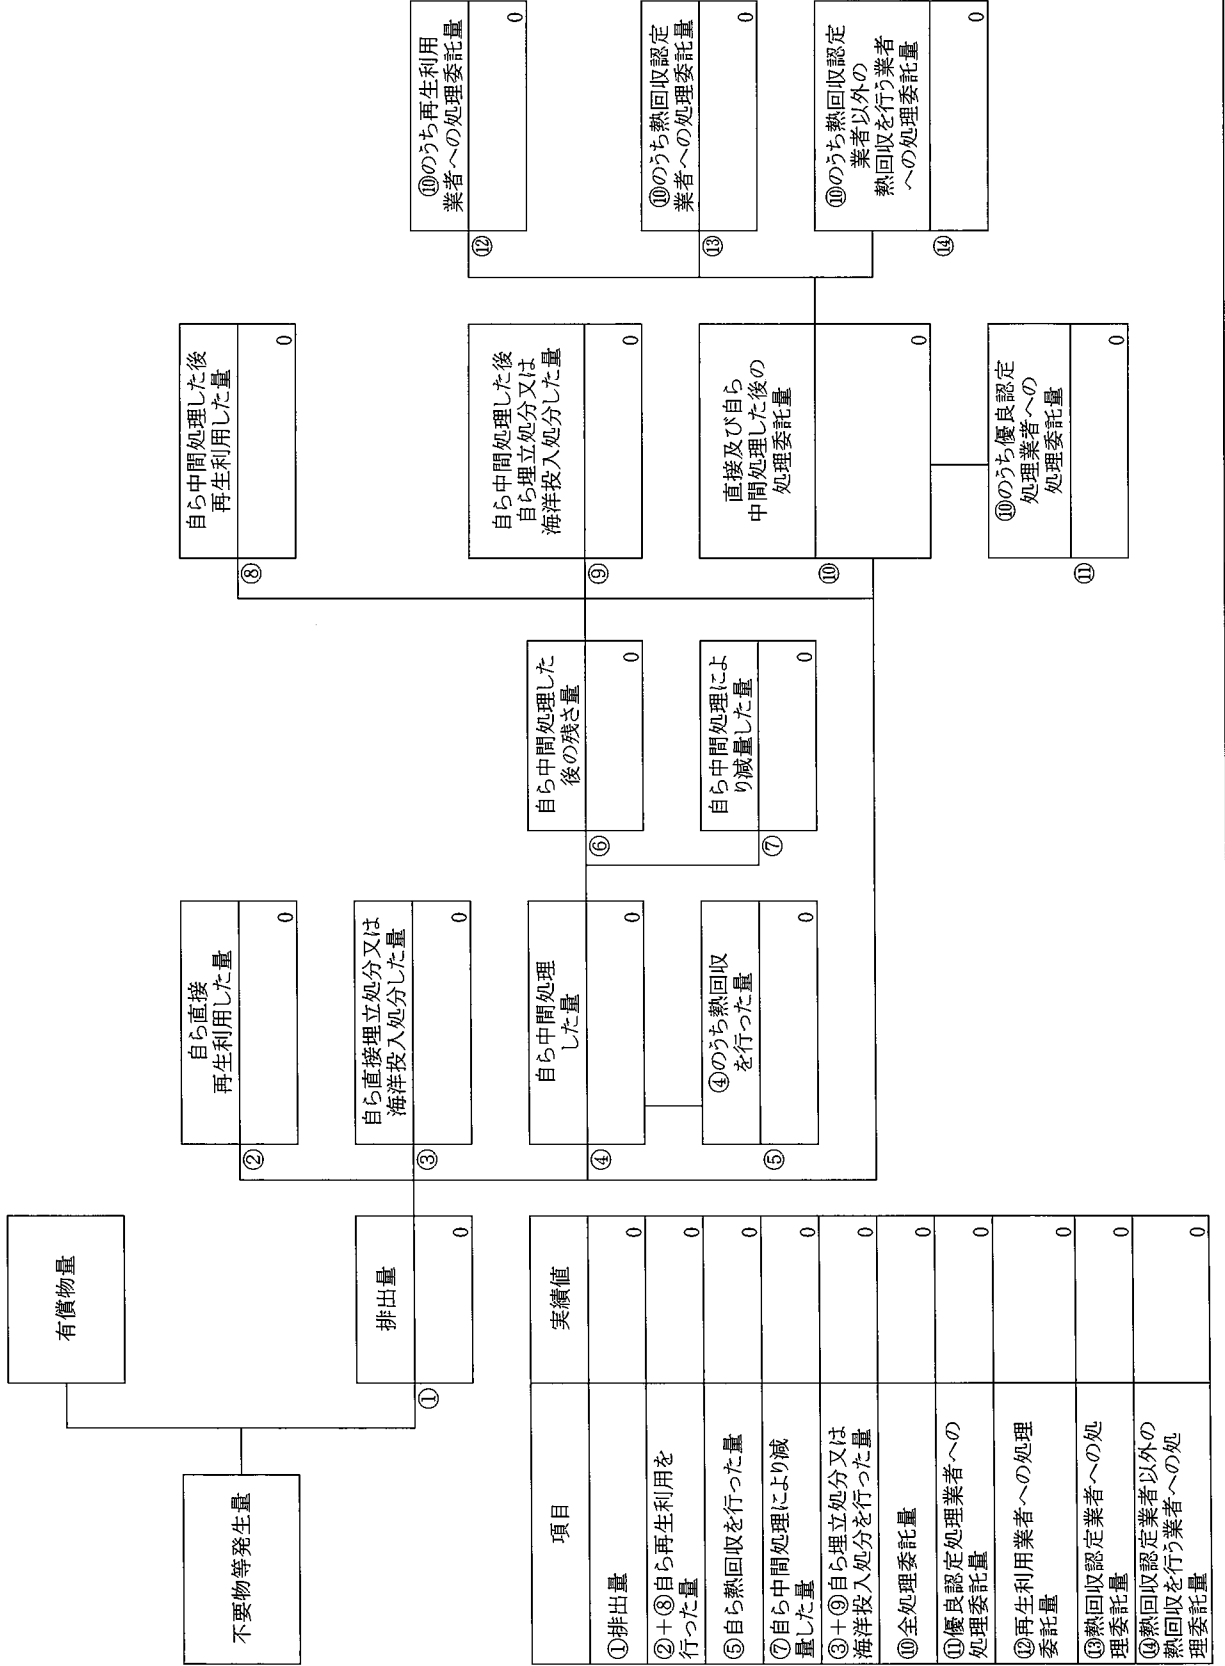 有償物量
不要物等発生量
排出量
①
0
自ら直接
再生利用した量
②
0
自ら直接埋立処分又は
海洋投入処分した量
③
0
自ら中間処理
した量
④
0
④のうち熱回収
を行った量
⑤
0
自ら中間処理した
後の残さ量
⑥
0
自ら中間処理によ
り減量した量
⑦
0
自ら中間処理した後
再生利用した量
⑧
0
自ら中間処理した後
自ら埋立処分又は
海洋投入処分した量
⑨
0
直接及び自ら
中間処理した後の
処理委託量
⑩
0
⑩のうち優良認定
処理業者への
処理委託量
⑪
0
⑩のうち再生利用
業者への処理委託量
⑫
0
⑩のうち熱回収認定
業者への処理委託量
⑬
0
⑩のうち熱回収認定
業者以外の
熱回収を行う業者
への処理委託量
⑭
0
項目 実績値
①排出量 0
②+⑧自ら再生利用を
行った量 0
⑤自ら熱回収を行った量 0
⑦自ら中間処理により減
量した量 0
③+⑨自ら埋立処分又は
海洋投入処分を行った量 0
⑩全処理委託量 0
⑪優良認定処理業者への
処理委託量 0
⑫再生利用業者への処理
委託量 0
⑬熱回収認定業者への処
理委託量 0
⑭熱回収認定業者以外の
熱回収を行う業者への処
理委託量 0